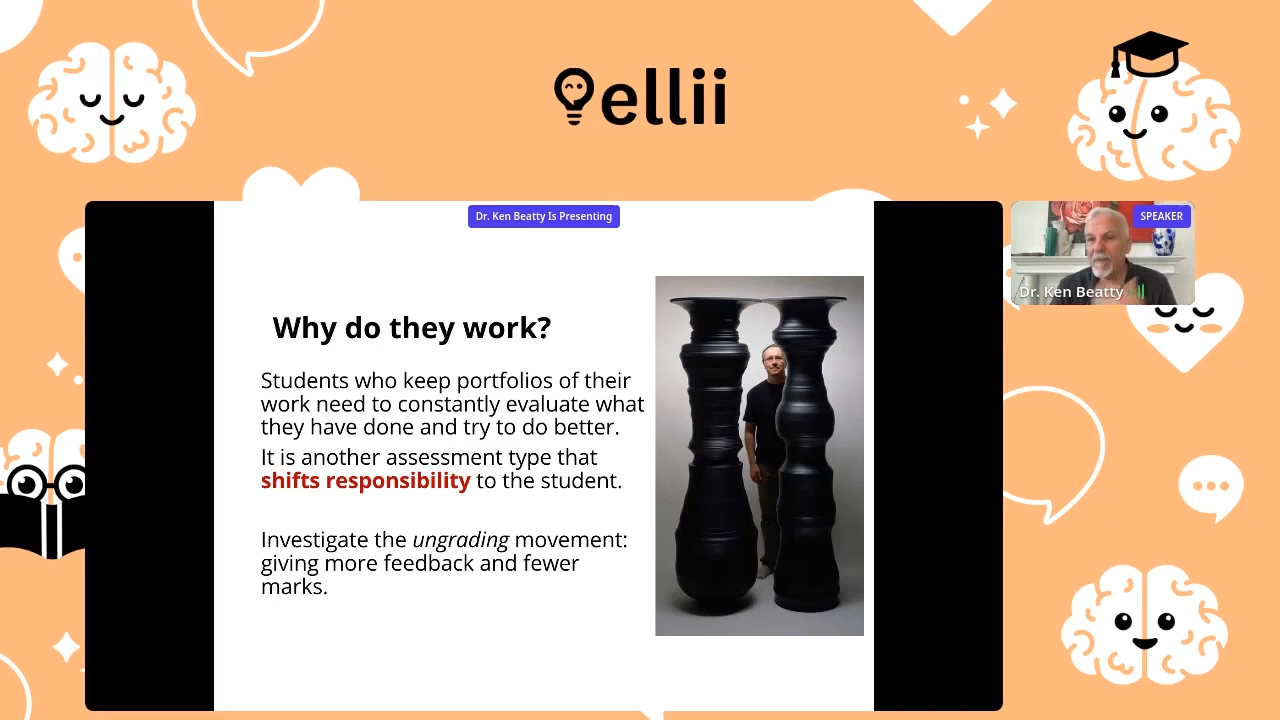 ellii
Dr. Ken Beatty Is Presenting
SPEAKER
Dr. Ken Beatty
Why do they work?
Students who keep portfolios of their
work need to constantly evaluate what
they have done and try to do better.
It is another assessment type that
shifts responsibility to the student.
Investigate the ungrading movement:
giving more feedback and fewer
marks.